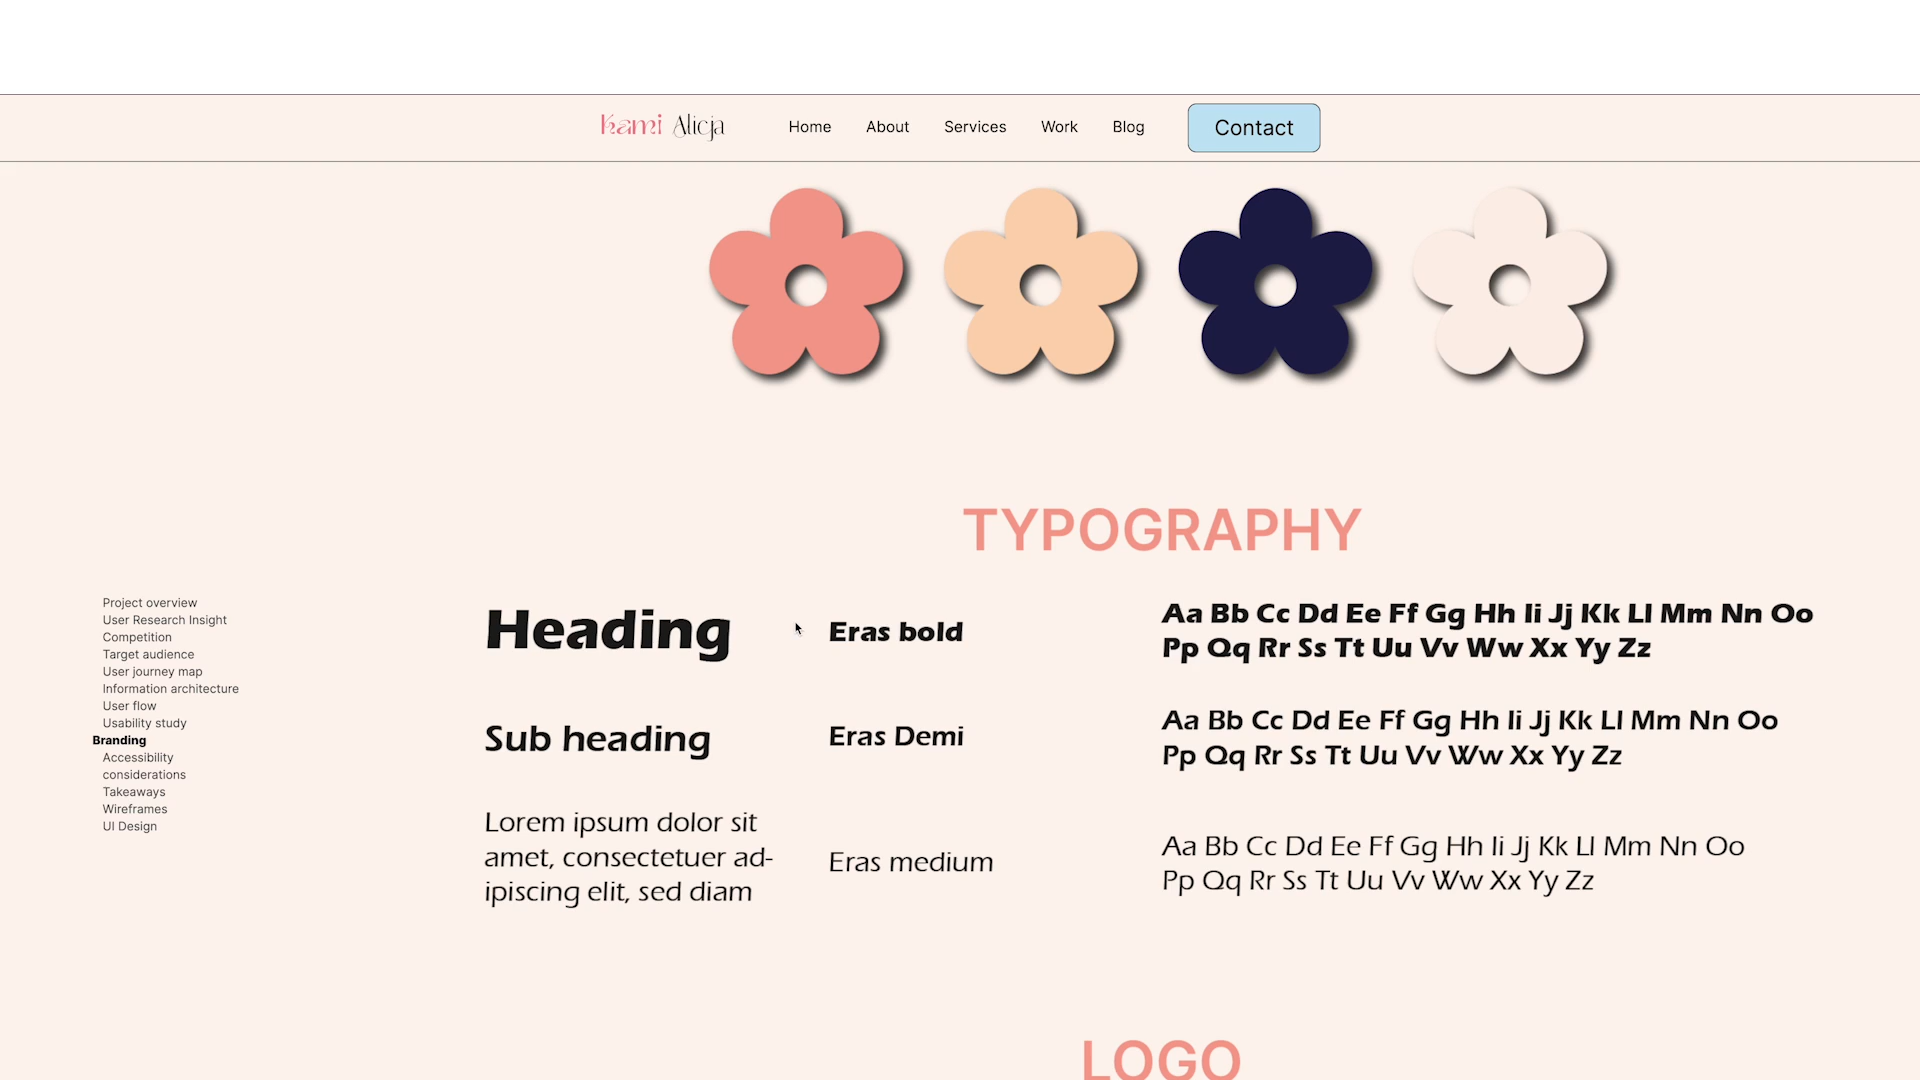 Kami Alicja
Home About Services Work Blog Contact
TYPOGRAPHY
Project overview
User Research Insight
Competition
Target audience
User journey map
Information architecture
User flow
Usability study
Branding
Accessibility
considerations
Takeaways
Wireframes
UI Design
Heading
Eras bold
Aa Bb Cc Dd Ee Ff Gg Hh Ii Jj Kk Ll Mm Nn Oo
Pp Qq Rr Ss Tt Uu Vv Ww Xx Yy Zz
Sub heading
Eras Demi
Aa Bb Cc Dd Ee Ff Gg Hh Ii Jj Kk Ll Mm Nn Oo
Pp Qq Rr Ss Tt Uu Vv Ww Xx Yy Zz
Lorem ipsum dolor sit
amet, consectetuer ad-
ipiscing elit, sed diam
Eras medium
Aa Bb Cc Dd Ee Ff Gg Hh Ii Jj Kk Ll Mm Nn Oo
Pp Qq Rr Ss Tt Uu Vv Ww Xx Yy Zz
LOGO